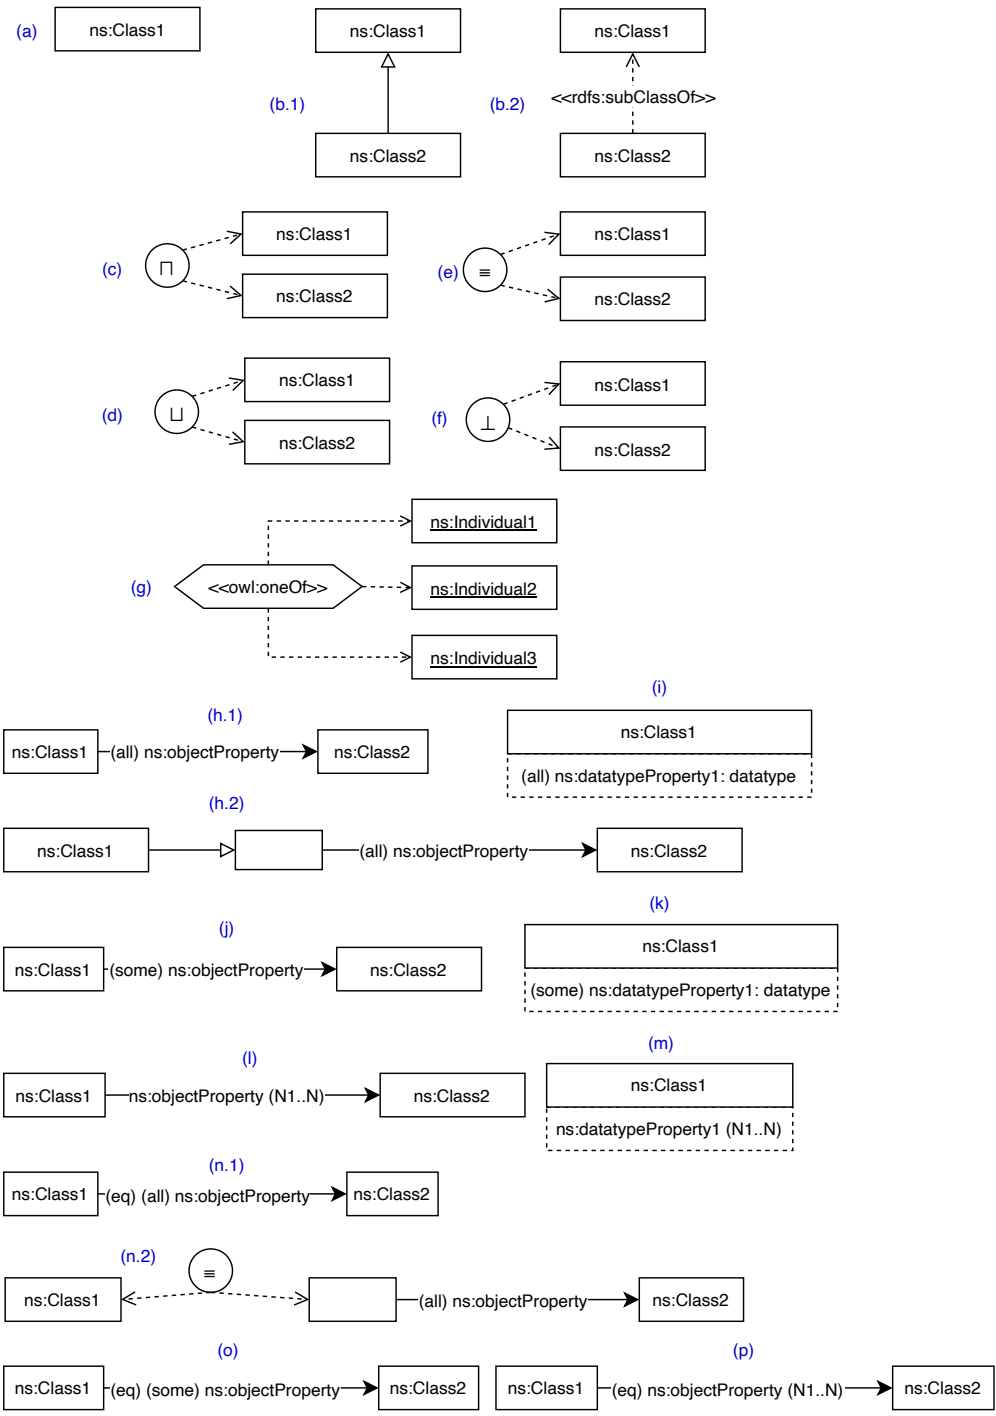 (a)
ns:Class1
(b.1)
ns:Class1
ns:Class2
(b.2)
ns:Class1
<<rdfs:subClassOf>>
ns:Class2
(c)
⊓
ns:Class1
ns:Class2
(e)
≡
ns:Class1
ns:Class2
(d)
⊔
ns:Class1
ns:Class2
(f)
⊥
ns:Class1
ns:Class2
(g)
<<owl:oneOf>>
ns:Individual1
ns:Individual2
ns:Individual3
(h.1)
ns:Class1
(all) ns:objectProperty
ns:Class2
(i)
ns:Class1
(all) ns:datatypeProperty1: datatype
(h.2)
ns:Class1
(all) ns:objectProperty
ns:Class2
(j)
ns:Class1
(some) ns:objectProperty
ns:Class2
(k)
ns:Class1
(some) ns:datatypeProperty1: datatype
(l)
ns:Class1
ns:objectProperty (N1..N)
ns:Class2
(m)
ns:Class1
ns:datatypeProperty1 (N1..N)
(n.1)
ns:Class1
(eq) (all) ns:objectProperty
ns:Class2
(n.2)
≡
ns:Class1
(all) ns:objectProperty
ns:Class2
(o)
ns:Class1
(eq) (some) ns:objectProperty
ns:Class2
(p)
ns:Class1
(eq) ns:objectProperty (N1..N)
ns:Class2